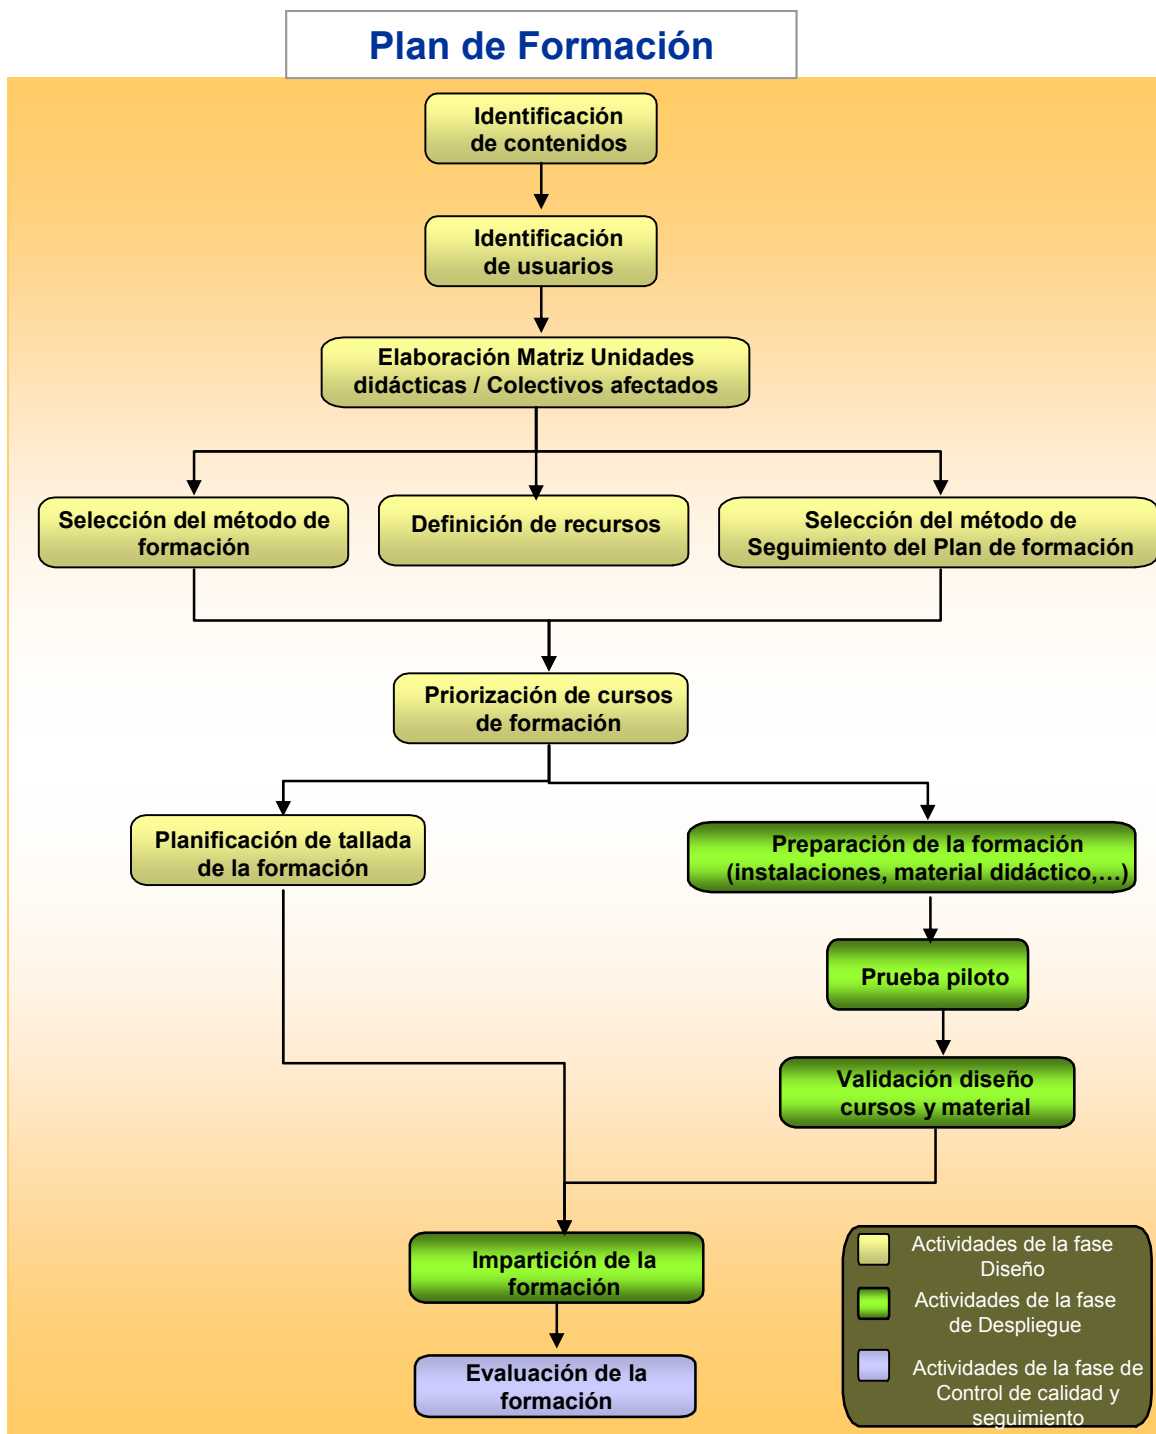 Plan de Formación
Identificación
de contenidos
Identificación
de usuarios
Elaboración Matriz Unidades
didácticas / Colectivos afectados
Selección del método de
formación
Definición de recursos
Selección del método de
Seguimiento del Plan de formación
Priorización de cursos
de formación
Planificación de tallada
de la formación
Preparación de la formación
(instalaciones, material didáctico,…)
Prueba piloto
Validación diseño
cursos y material
Impartición de la
formación
Evaluación de la
formación
Actividades de la fase
Diseño
Actividades de la fase
de Despliegue
Actividades de la fase de
Control de calidad y
seguimiento